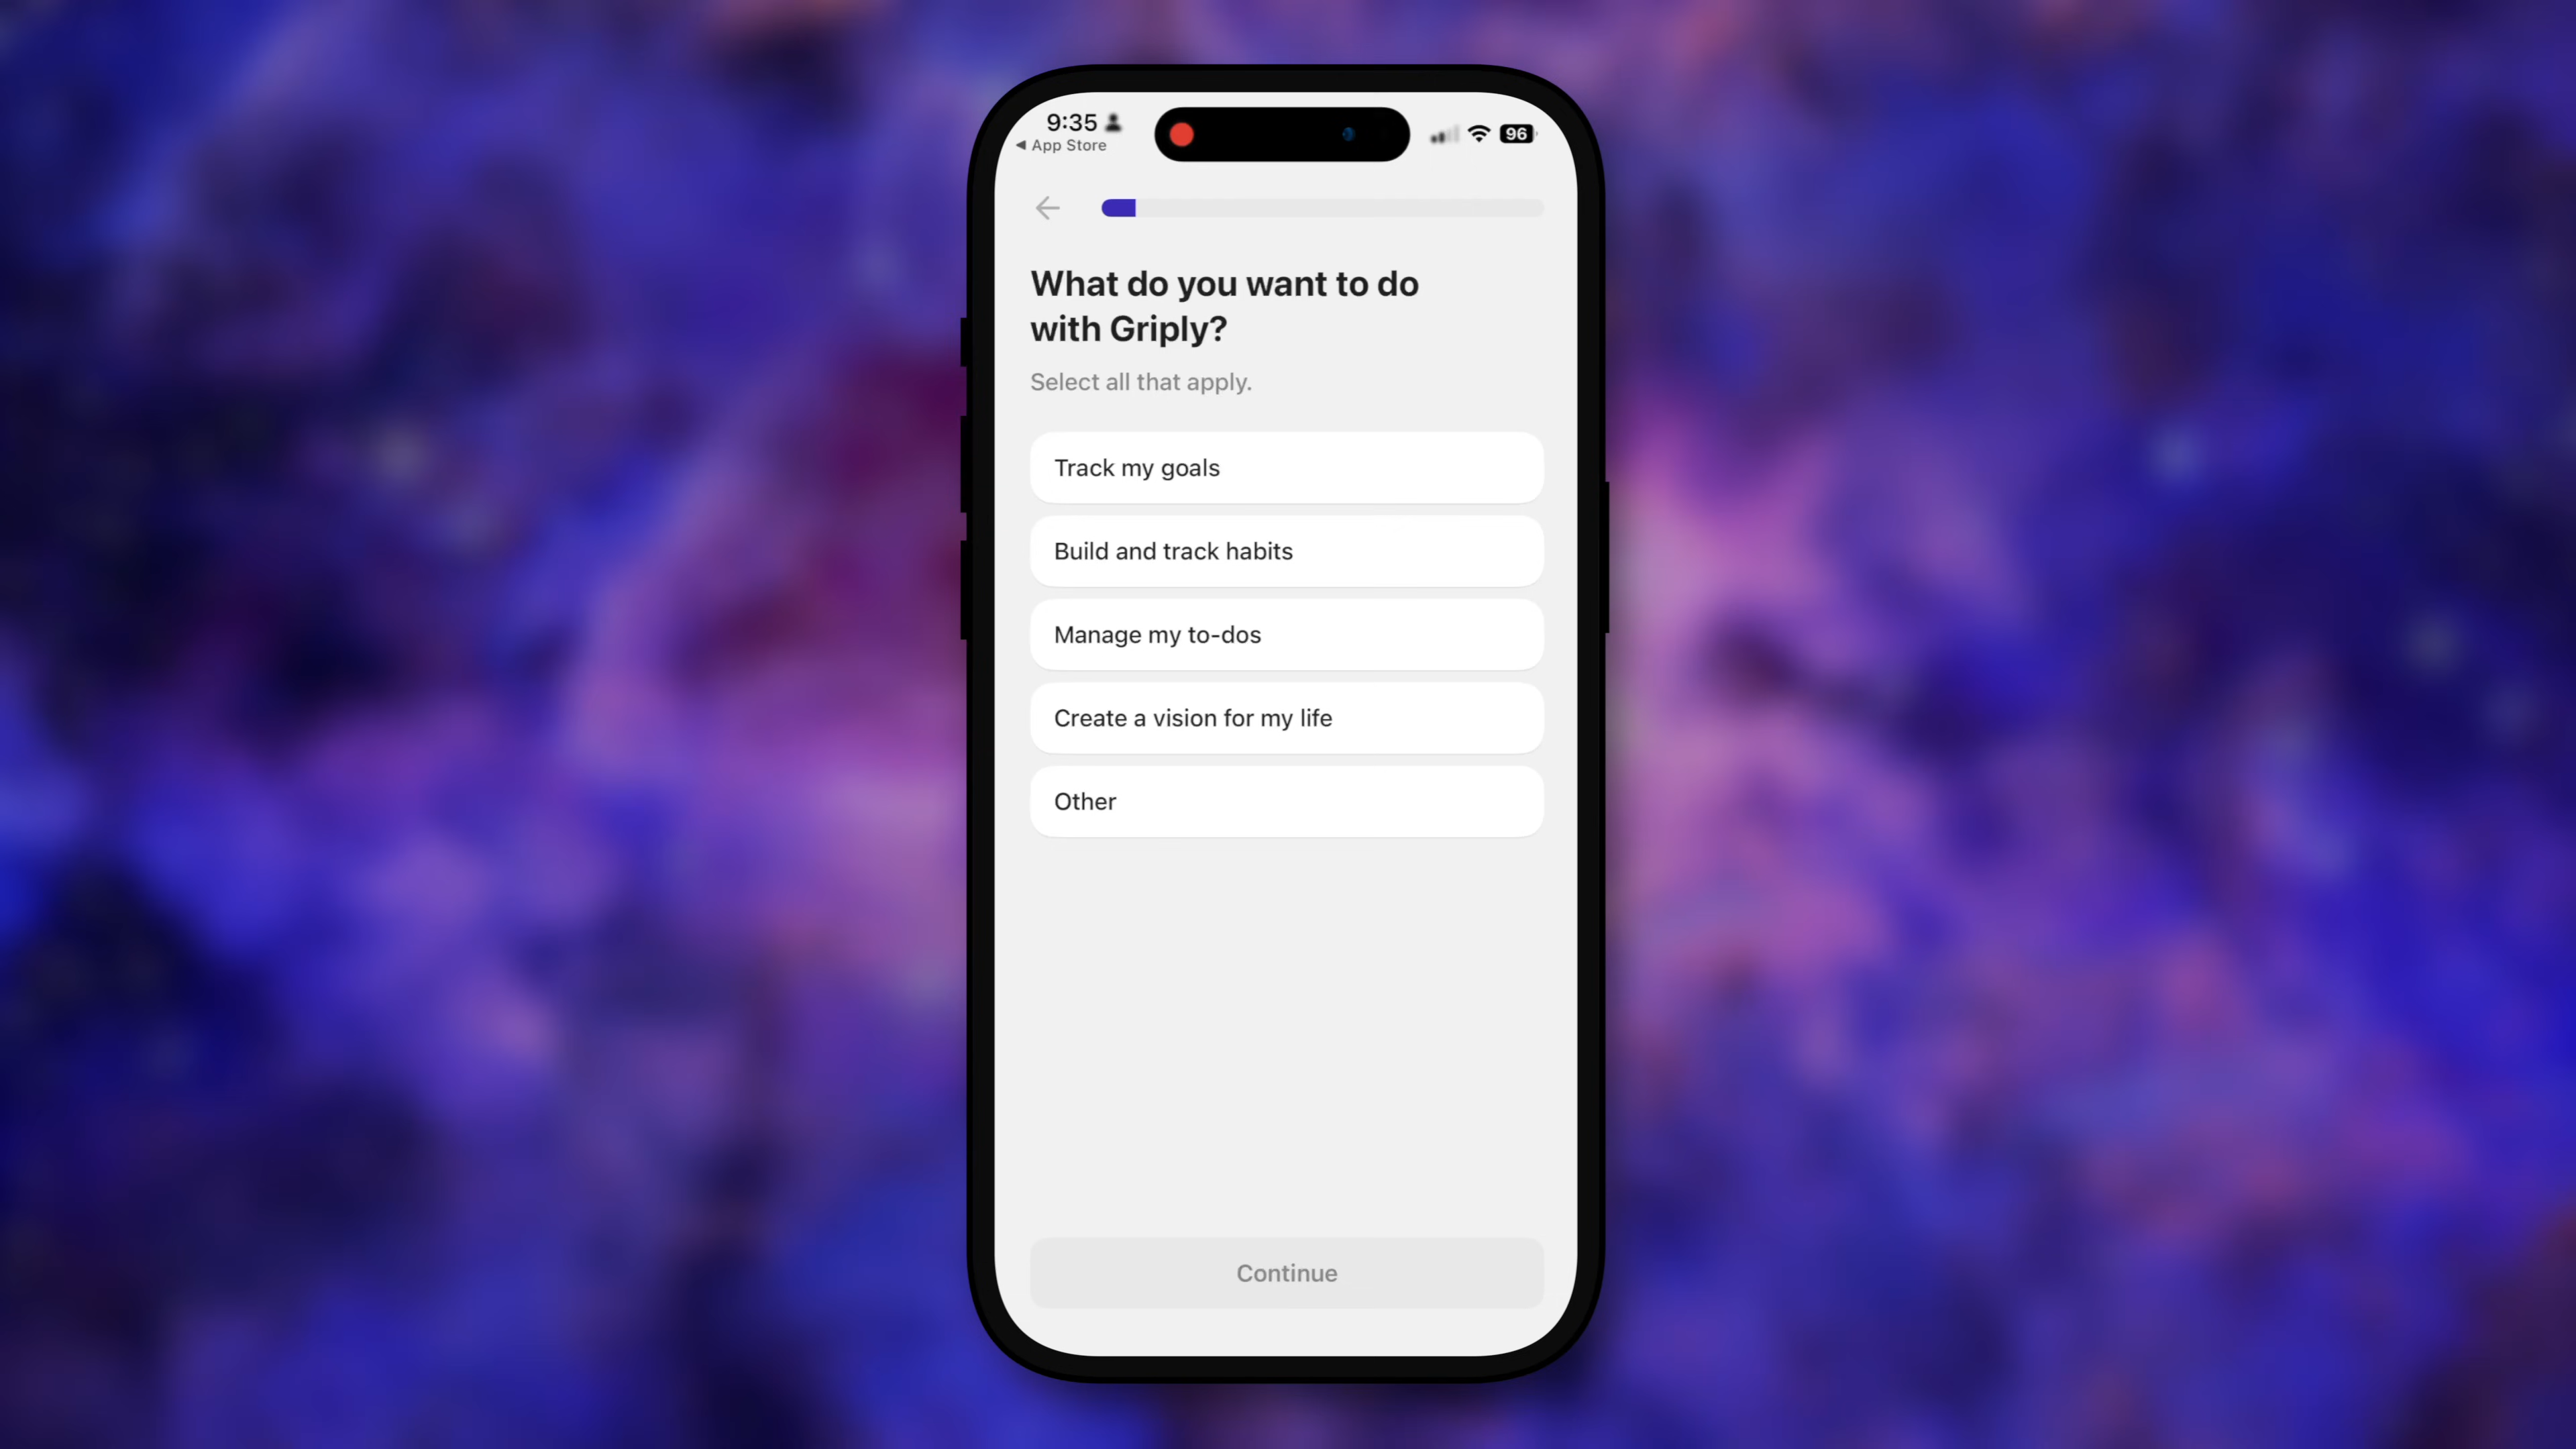 9:35
◀ App Store
96
What do you want to do
with Griply?
Select all that apply.
Track my goals
Build and track habits
Manage my to-dos
Create a vision for my life
Other
Continue